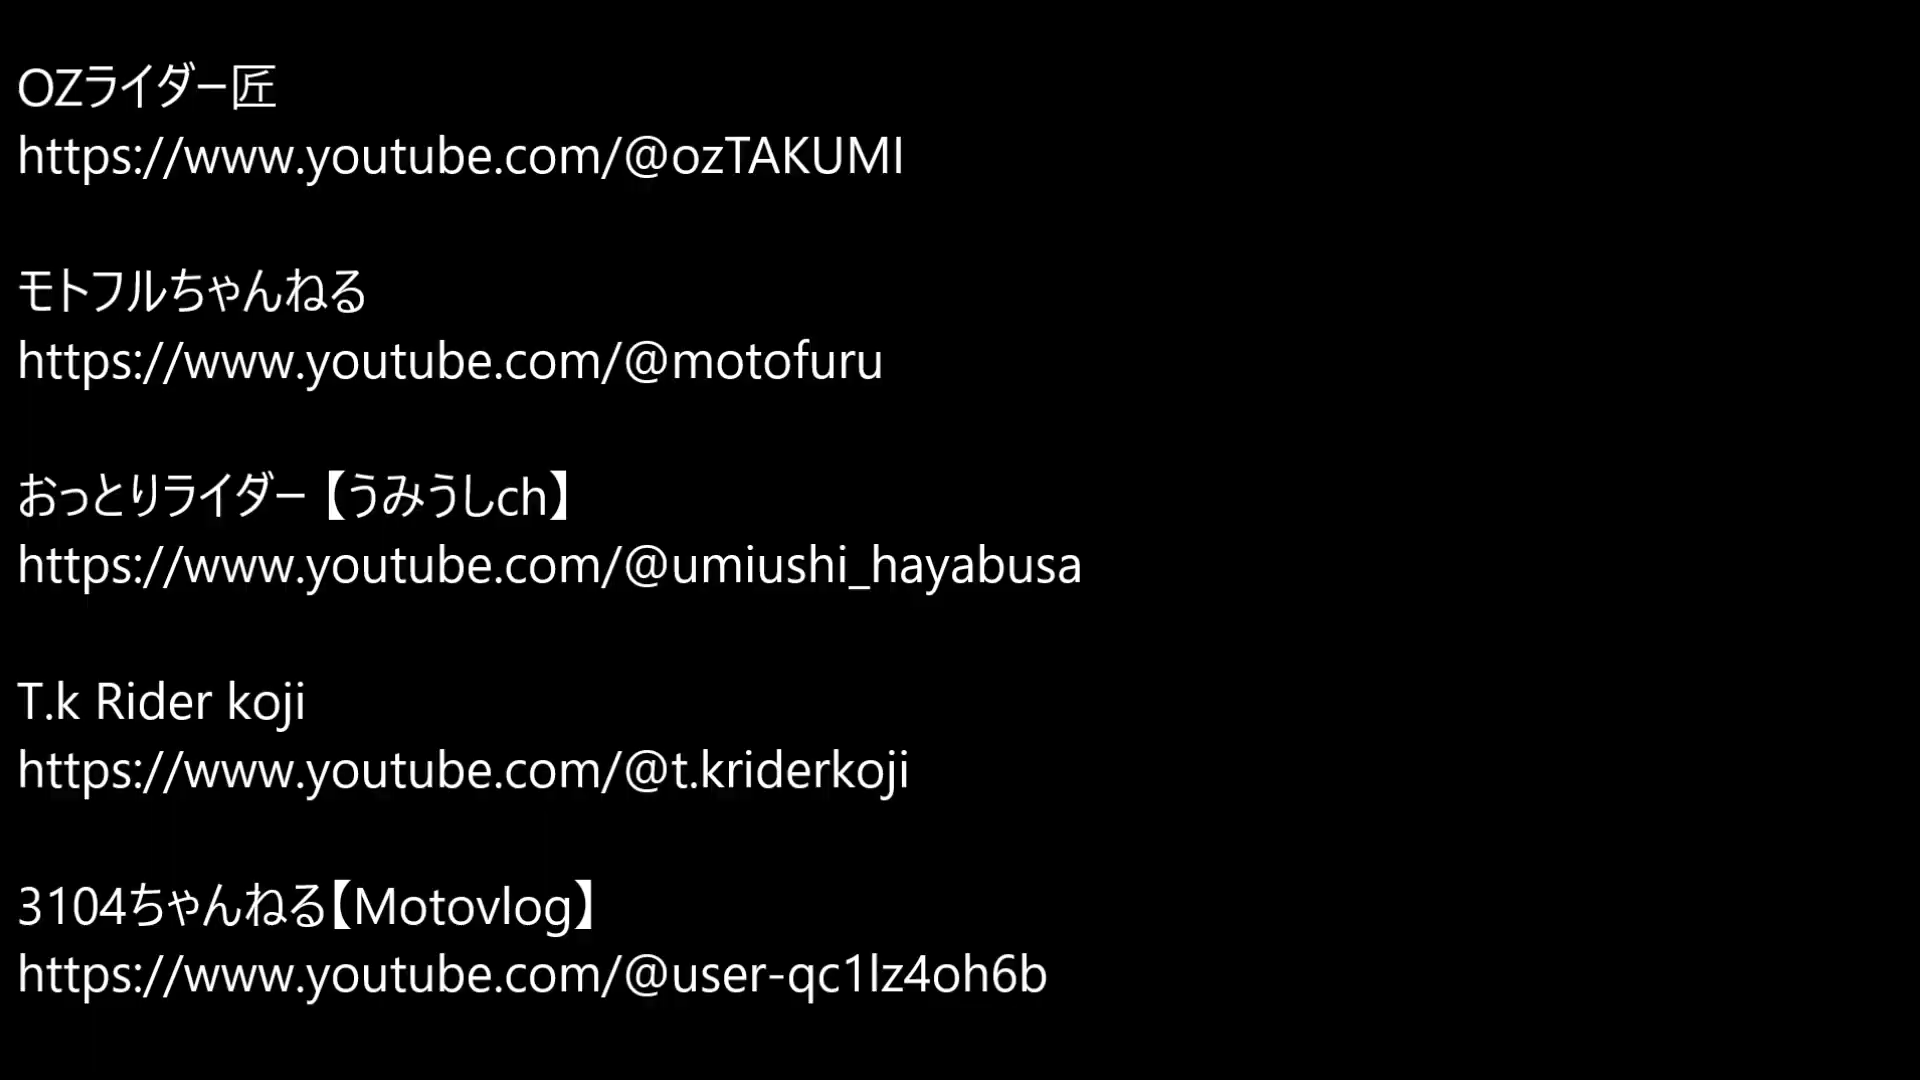 OZライダー匠
https://www.youtube.com/@ozTAKUMI
モトフルちゃんねる
https://www.youtube.com/@motofuru
おっとりライダー【うみうしch】
https://www.youtube.com/@umiushi_hayabusa
T.k Rider koji
https://www.youtube.com/@t.kriderkoji
3104ちゃんねる【Motovlog】
https://www.youtube.com/@user-qc1lz4oh6b